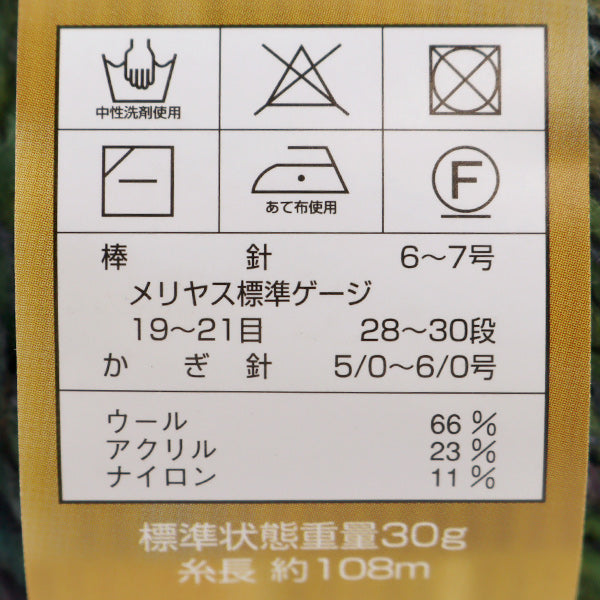 中性洗剤使用
あて布使用
F
棒針 6〜7号
メリヤス標準ゲージ
19〜21目 28〜30段
かぎ針 5/0〜6/0号
ウール 66%
アクリル 23%
ナイロン 11%
標準状態重量30g
糸長 約108m